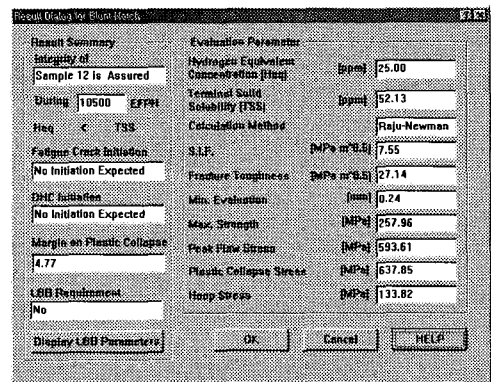 Result Dialog for Blunt Notch
Result Summary
Integrity of
Sample 12 is Assured
During 10500 EFPH
Heq < TSS
Fatigue Crack Initiation
No Initiation Expected
DHC Initiation
No Initiation Expected
Margin on Plastic Collapse
4.77
LBB Requirement
No
Display LBB Parameters
Evaluation Parameter
Hydrogen Equivalent Concentration [Heq] [ppm] 25.00
Terminal Solid Solubility [TSS] [ppm] 52.13
Calculation Method Raju-Newman
S.I.F. [MPa m^0.5] 7.55
Fracture Toughness [MPa m^0.5] 27.14
Min. Evaluation [mm] 0.24
Max. Strength [MPa] 257.96
Peak Flaw Stress [MPa] 593.61
Plastic Collapse Stress [MPa] 637.85
Hoop Stress [MPa] 133.82
OK Cancel HELP